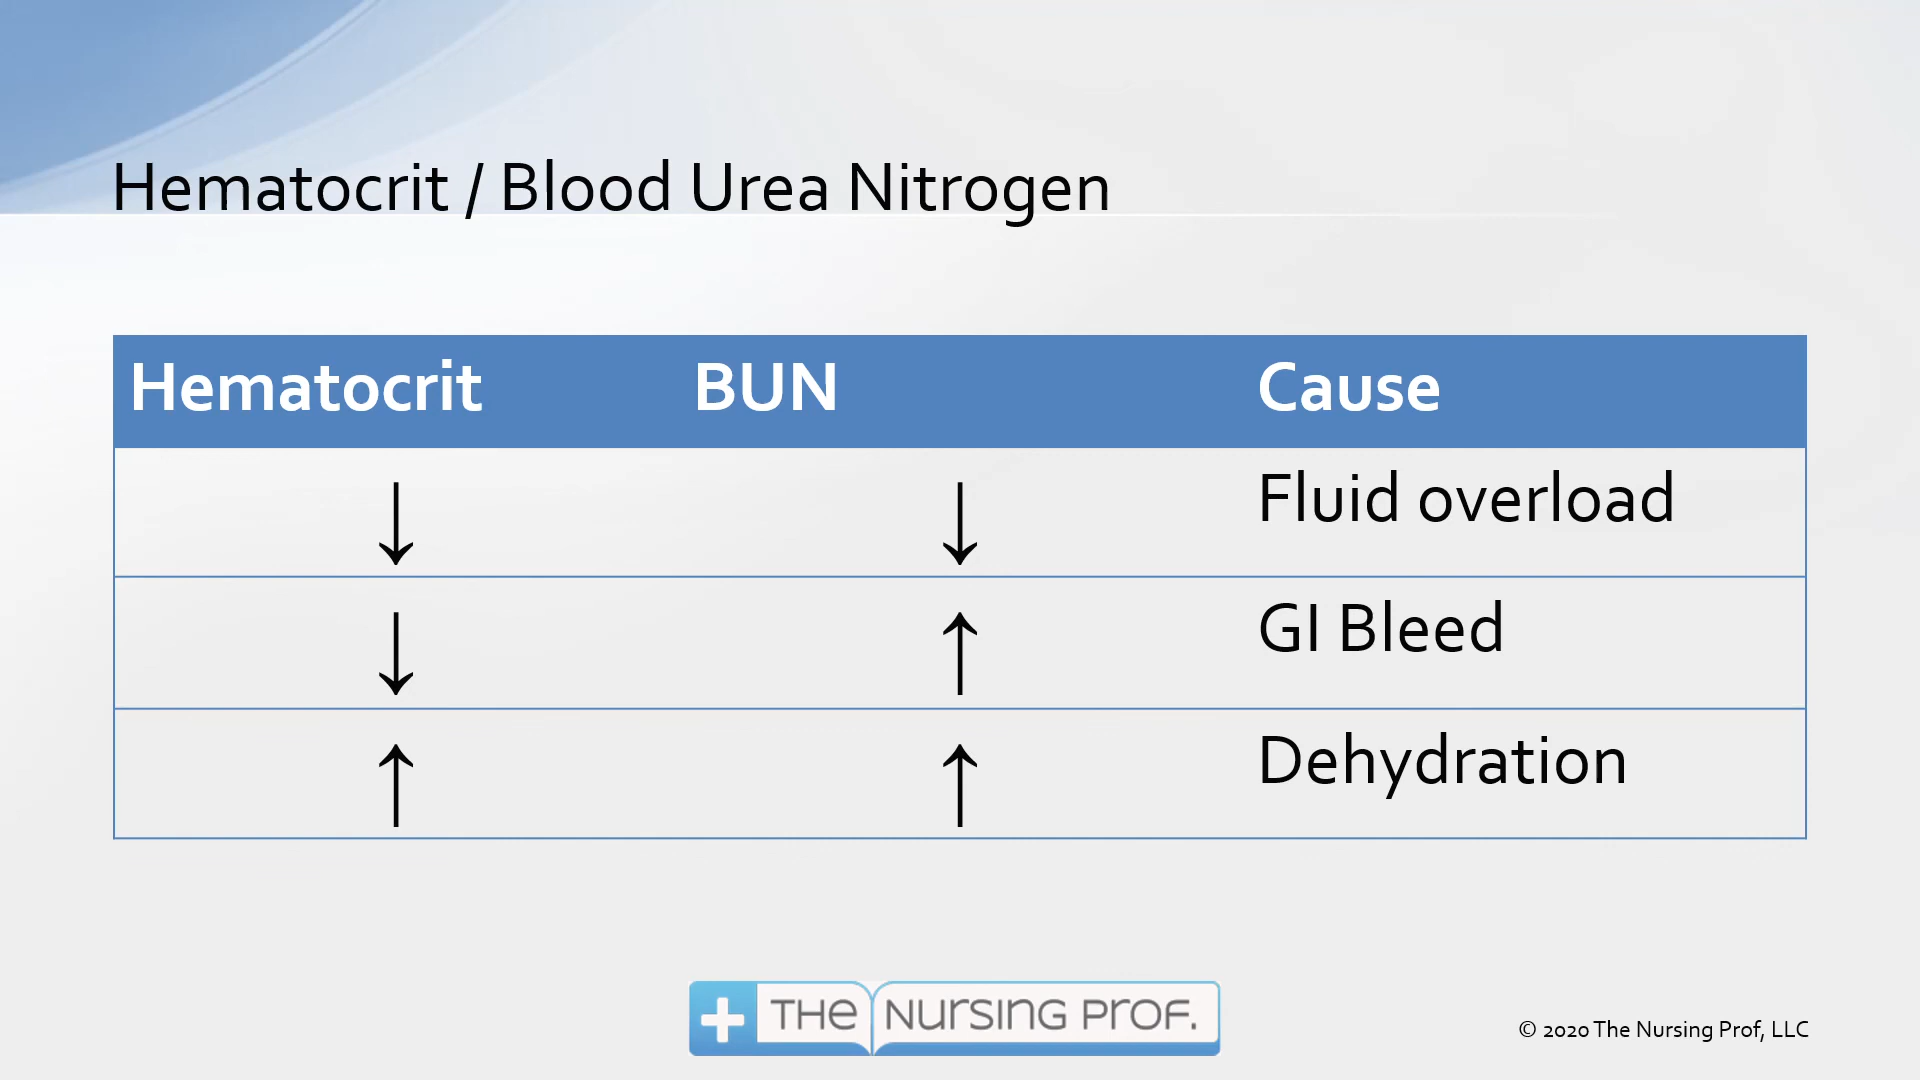 Hematocrit / Blood Urea Nitrogen
Hematocrit BUN Cause
↓ ↓ Fluid overload
↓ ↑ GI Bleed
↑ ↑ Dehydration
THE NURSING PROF.
© 2020 The Nursing Prof, LLC